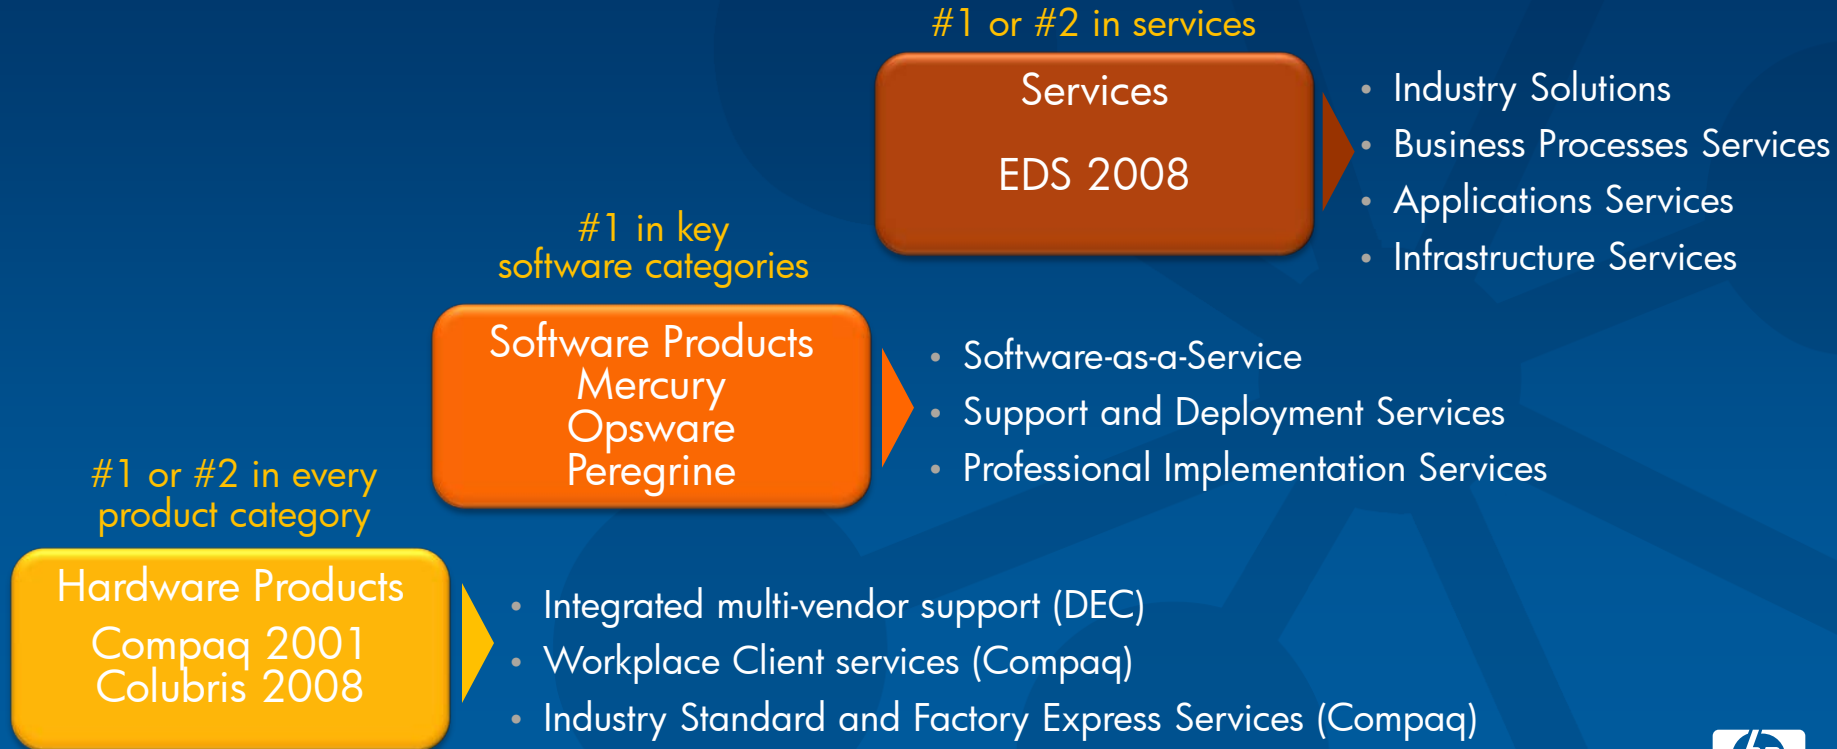 #1 or #2 in services
Services
EDS 2008
• Industry Solutions
• Business Processes Services
• Applications Services
• Infrastructure Services
#1 in key
software categories
Software Products
Mercury
Opsware
Peregrine
• Software-as-a-Service
• Support and Deployment Services
• Professional Implementation Services
#1 or #2 in every
product category
Hardware Products
Compaq 2001
Colubris 2008
• Integrated multi-vendor support (DEC)
• Workplace Client services (Compaq)
• Industry Standard and Factory Express Services (Compaq)